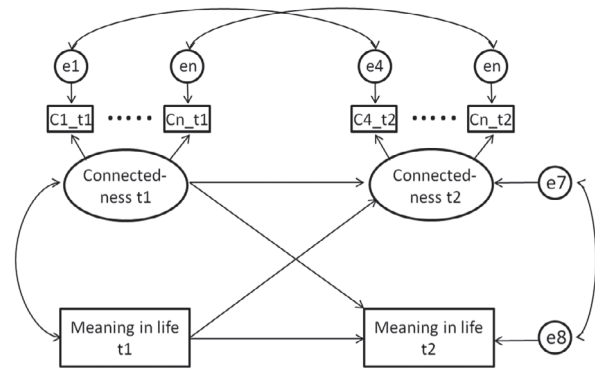 e1
en
e4
en
C1_t1
Cn_t1
C4_t2
Cn_t2
Connected-
ness t1
Connected-
ness t2
e7
Meaning in life
t1
Meaning in life
t2
e8